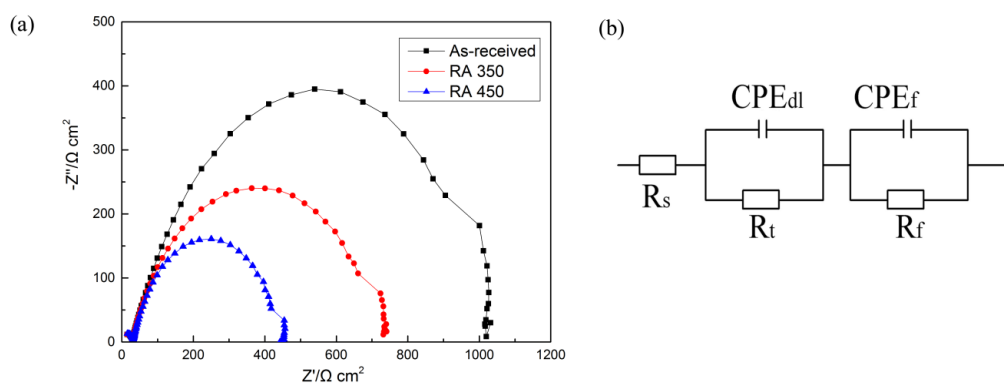 (a)
500
400
300
200
100
0
-Z"/Ω cm²
0 200 400 600 800 1000 1200
Z'/Ω cm²
As-received
RA 350
RA 450
(b)
CPEdl CPEf
Rs
Rt Rf